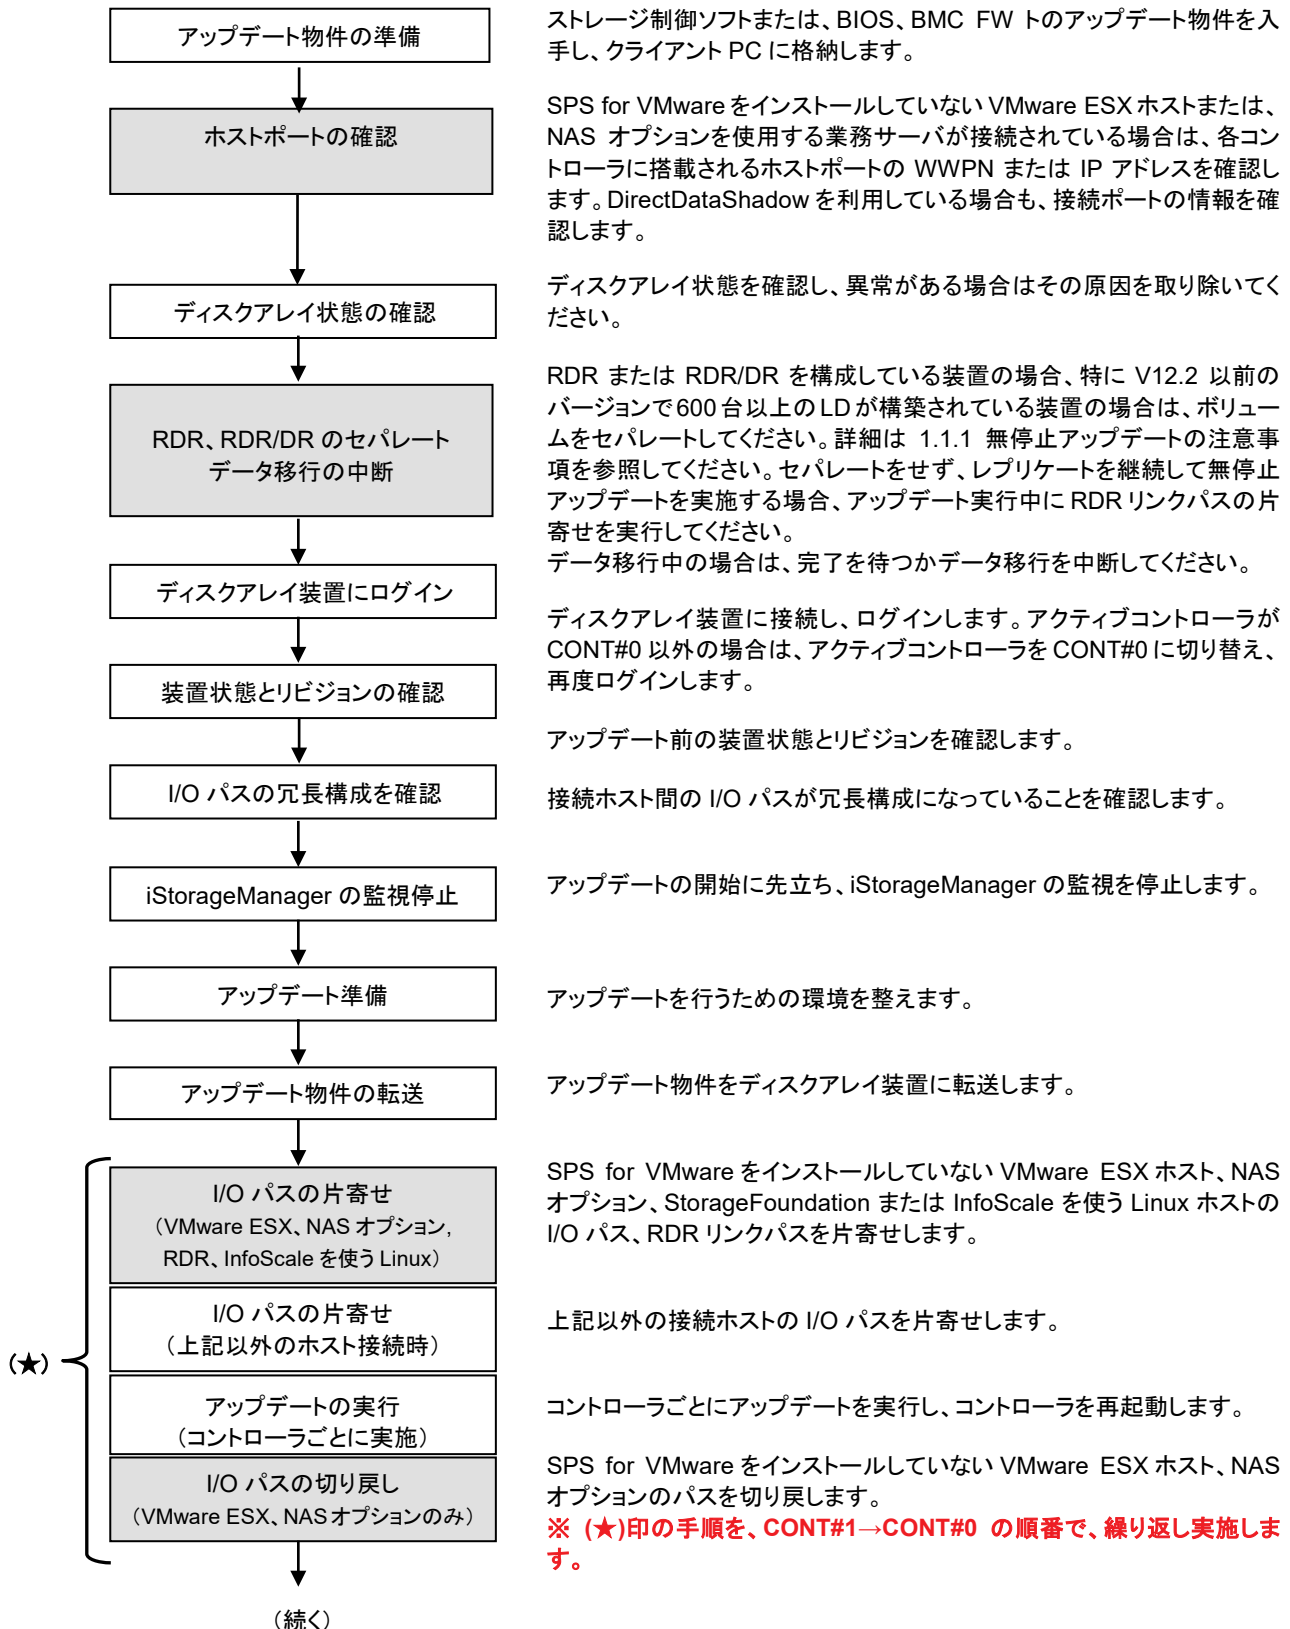 アップデート物件の準備
ストレージ制御ソフトまたは、BIOS、BMC FW トのアップデート物件を入
手し、クライアント PC に格納します。
ホストポートの確認
SPS for VMware をインストールしていない VMware ESX ホストまたは、
NAS オプションを使用する業務サーバが接続されている場合は、各コン
トローラに搭載されるホストポートの WWPN または IP アドレスを確認し
ます。DirectDataShadow を利用している場合も、接続ポートの情報を確
認します。
ディスクアレイ状態の確認
ディスクアレイ状態を確認し、異常がある場合はその原因を取り除いてく
ださい。
RDR、RDR/DR のセパレート
データ移行の中断
RDR または RDR/DR を構成している装置の場合、特に V12.2 以前の
バージョンで 600 台以上の LD が構築されている装置の場合は、ボリュー
ムをセパレートしてください。詳細は 1.1.1 無停止アップデートの注意事
項を参照してください。セパレートをせず、レプリケートを継続して無停止
アップデートを実施する場合、アップデート実行中に RDR リンクパスの片
寄せを実行してください。
データ移行中の場合は、完了を待つかデータ移行を中断してください。
ディスクアレイ装置にログイン
ディスクアレイ装置に接続し、ログインします。アクティブコントローラが
CONT#0 以外の場合は、アクティブコントローラを CONT#0 に切り替え、
再度ログインします。
装置状態とリビジョンの確認
アップデート前の装置状態とリビジョンを確認します。
I/O パスの冗長構成を確認
接続ホスト間の I/O パスが冗長構成になっていることを確認します。
iStorageManager の監視停止
アップデートの開始に先立ち、iStorageManager の監視を停止します。
アップデート準備
アップデートを行うための環境を整えます。
アップデート物件の転送
アップデート物件をディスクアレイ装置に転送します。
(★)
I/O パスの片寄せ
（VMware ESX、NAS オプション,
RDR、InfoScale を使う Linux）
SPS for VMware をインストールしていない VMware ESX ホスト、NAS
オプション、StorageFoundation または InfoScale を使う Linux ホストの
I/O パス、RDR リンクパスを片寄せします。
I/O パスの片寄せ
（上記以外のホスト接続時）
上記以外の接続ホストの I/O パスを片寄せします。
アップデートの実行
（コントローラごとに実施）
コントローラごとにアップデートを実行し、コントローラを再起動します。
I/O パスの切り戻し
（VMware ESX、NAS オプションのみ）
SPS for VMware をインストールしていない VMware ESX ホスト、NAS
オプションのパスを切り戻します。
※ (★)印の手順を、CONT#1→CONT#0 の順番で、繰り返し実施しま
す。
（続く）